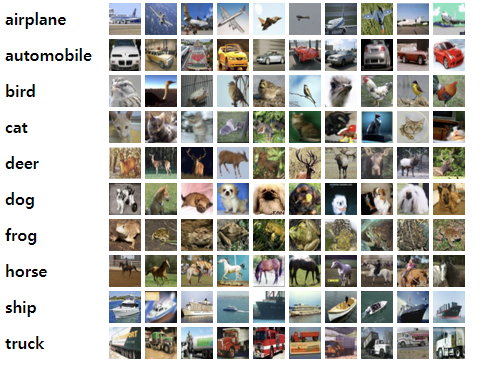 airplane
automobile
bird
cat
deer
dog
frog
horse
ship
truck